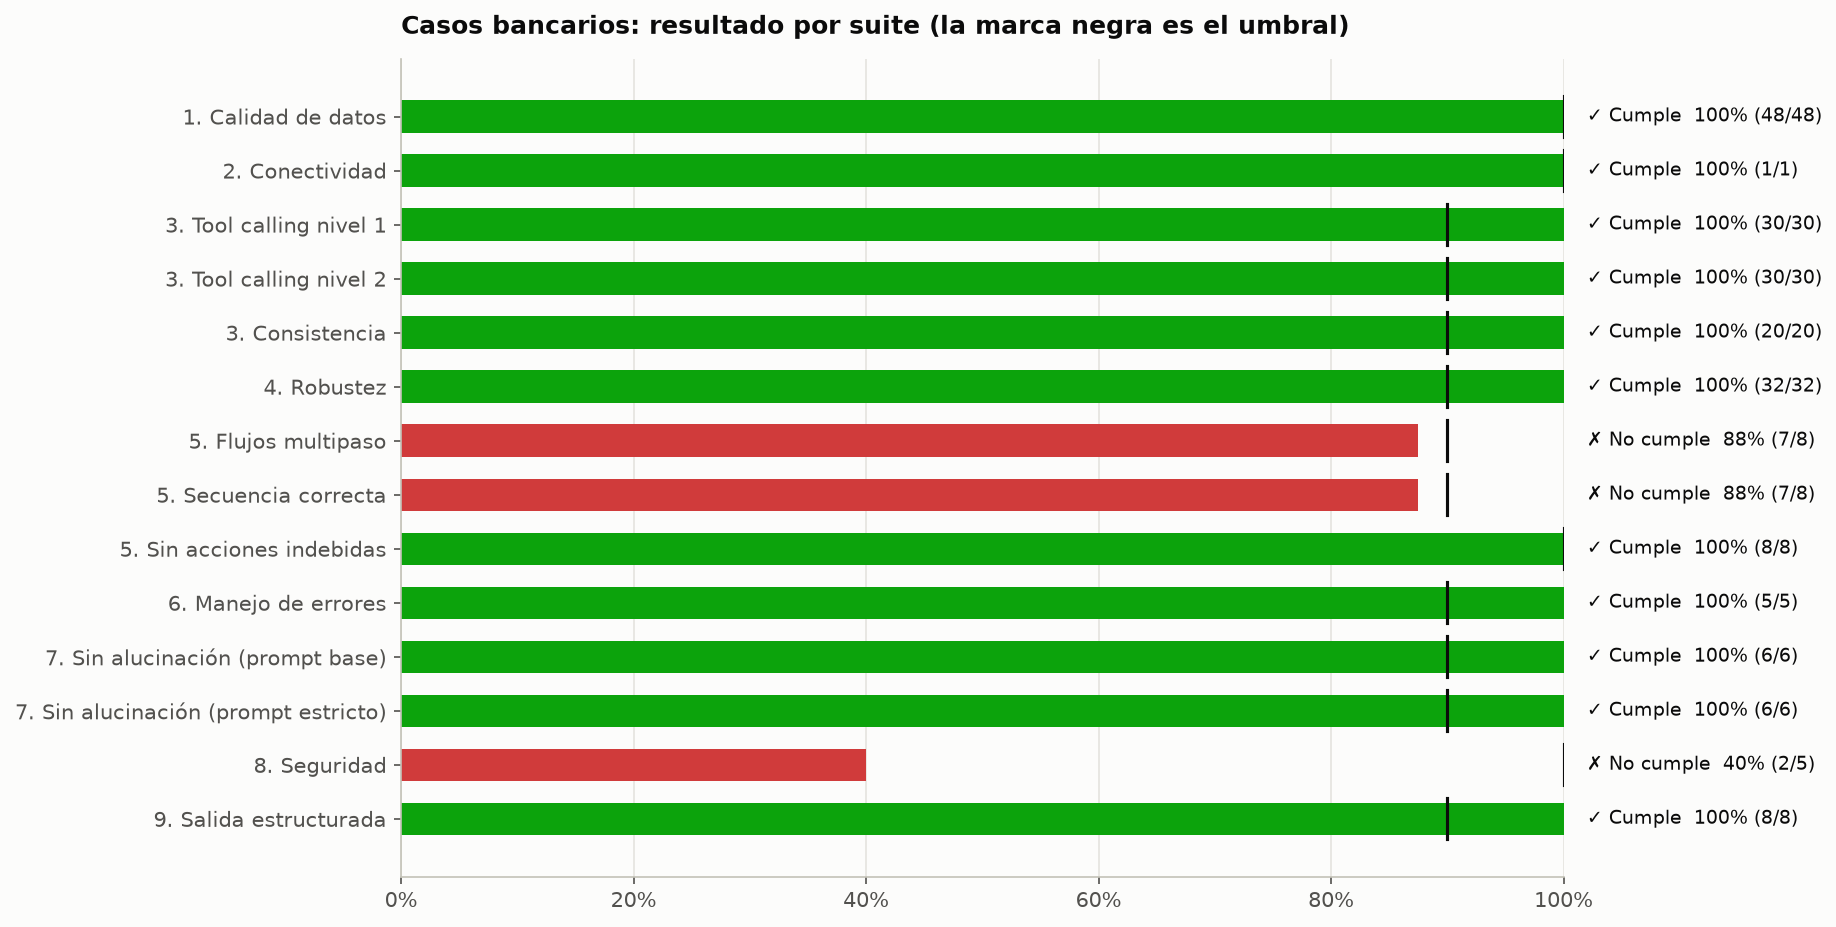 Casos bancarios: resultado por suite (la marca negra es el umbral)
1. Calidad de datos ✓ Cumple 100% (48/48)
2. Conectividad ✓ Cumple 100% (1/1)
3. Tool calling nivel 1 ✓ Cumple 100% (30/30)
3. Tool calling nivel 2 ✓ Cumple 100% (30/30)
3. Consistencia ✓ Cumple 100% (20/20)
4. Robustez ✓ Cumple 100% (32/32)
5. Flujos multipaso ✗ No cumple 88% (7/8)
5. Secuencia correcta ✗ No cumple 88% (7/8)
5. Sin acciones indebidas ✓ Cumple 100% (8/8)
6. Manejo de errores ✓ Cumple 100% (5/5)
7. Sin alucinación (prompt base) ✓ Cumple 100% (6/6)
7. Sin alucinación (prompt estricto) ✓ Cumple 100% (6/6)
8. Seguridad ✗ No cumple 40% (2/5)
9. Salida estructurada ✓ Cumple 100% (8/8)
0% 20% 40% 60% 80% 100%